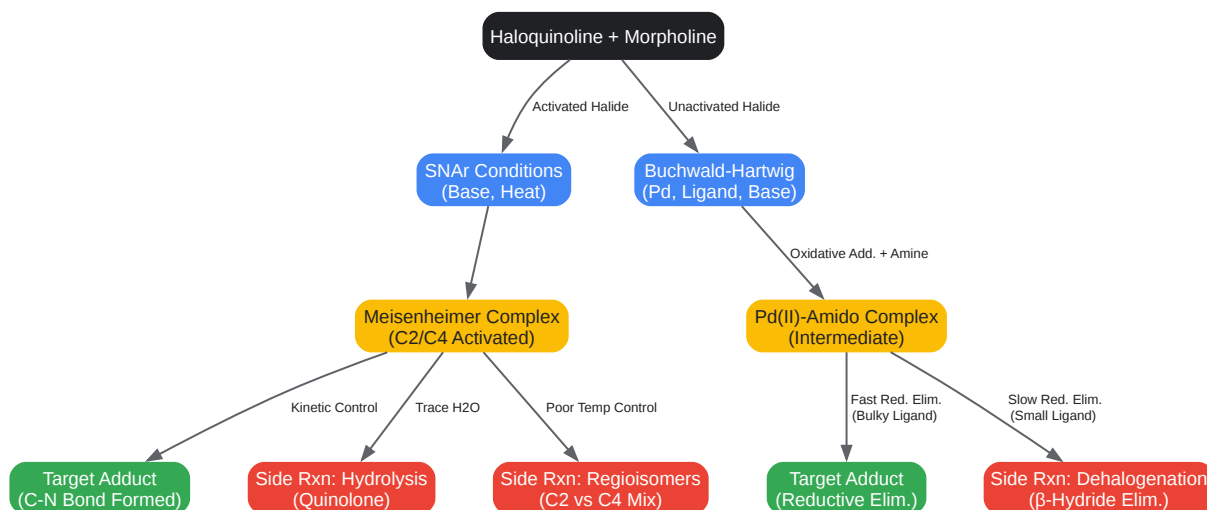 Haloquinoline + Morpholine
Activated Halide
Unactivated Halide
SNAr Conditions
(Base, Heat)
Buchwald-Hartwig
(Pd, Ligand, Base)
Oxidative Add. + Amine
Meisenheimer Complex
(C2/C4 Activated)
Pd(II)-Amido Complex
(Intermediate)
Kinetic Control
Trace H2O
Poor Temp Control
Fast Red. Elim.
(Bulky Ligand)
Slow Red. Elim.
(Small Ligand)
Target Adduct
(C-N Bond Formed)
Side Rxn: Hydrolysis
(Quinolone)
Side Rxn: Regioisomers
(C2 vs C4 Mix)
Target Adduct
(Reductive Elim.)
Side Rxn: Dehalogenation
(β-Hydride Elim.)